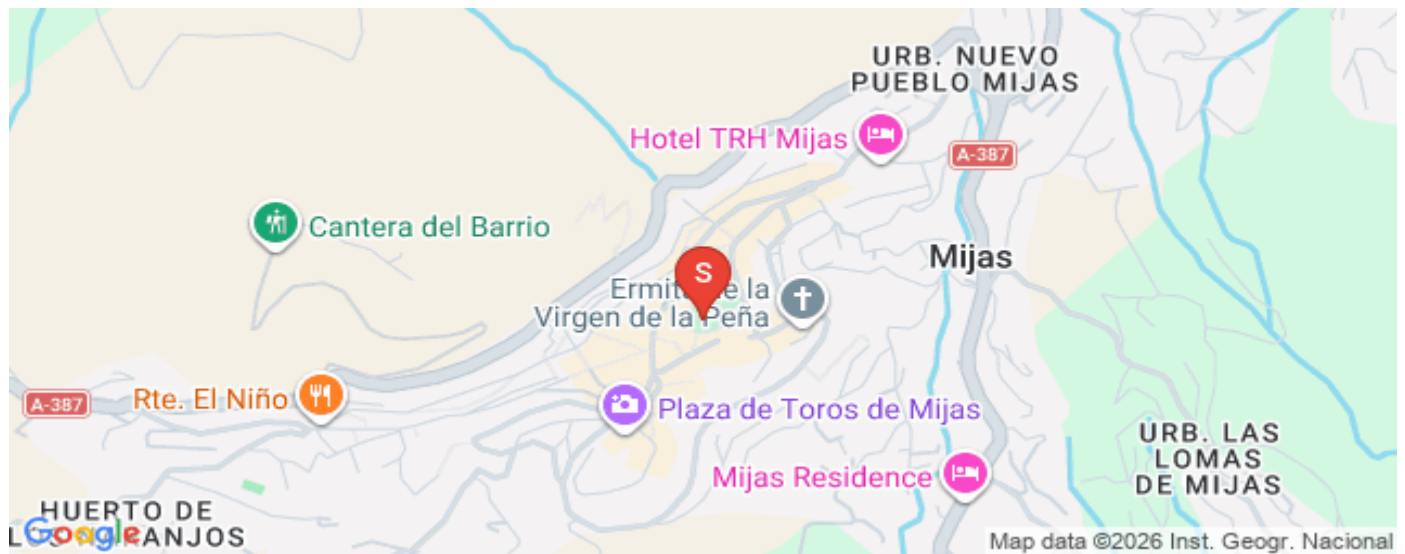 URB. NUEVO
PUEBLO MIJAS
Hotel TRH Mijas
A-387
Cantera del Barrio
Mijas
S
Ermita de la
Virgen de la Peña
Rte. El Niño
A-387
Plaza de Toros de Mijas
URB. LAS
LOMAS
DE MIJAS
Mijas Residence
HUERTO DE
LOS NARANJOS
Google
Map data ©2026 Inst. Geogr. Nacional